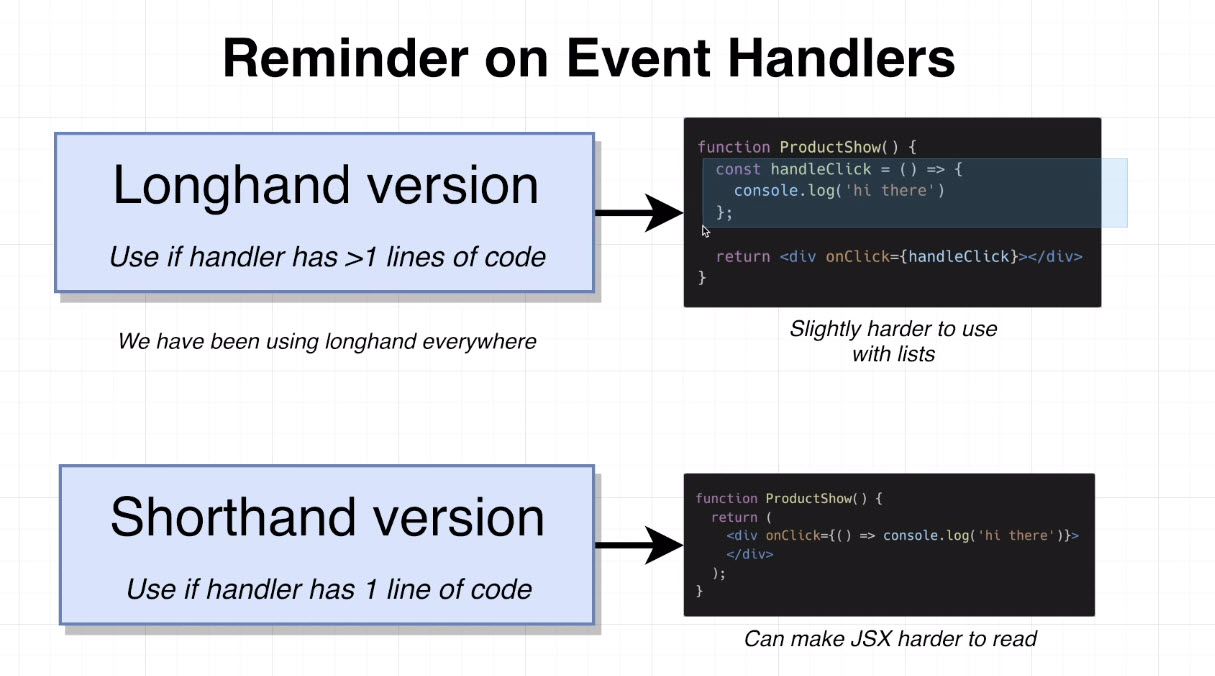 Reminder on Event Handlers
Longhand version
Use if handler has >1 lines of code
We have been using longhand everywhere
function ProductShow() {
  const handleClick = () => {
    console.log('hi there')
  };
  return <div onClick={handleClick}></div>
}
Slightly harder to use
with lists
Shorthand version
Use if handler has 1 line of code
function ProductShow() {
  return (
    <div onClick={() => console.log('hi there')}>
    </div>
  );
}
Can make JSX harder to read